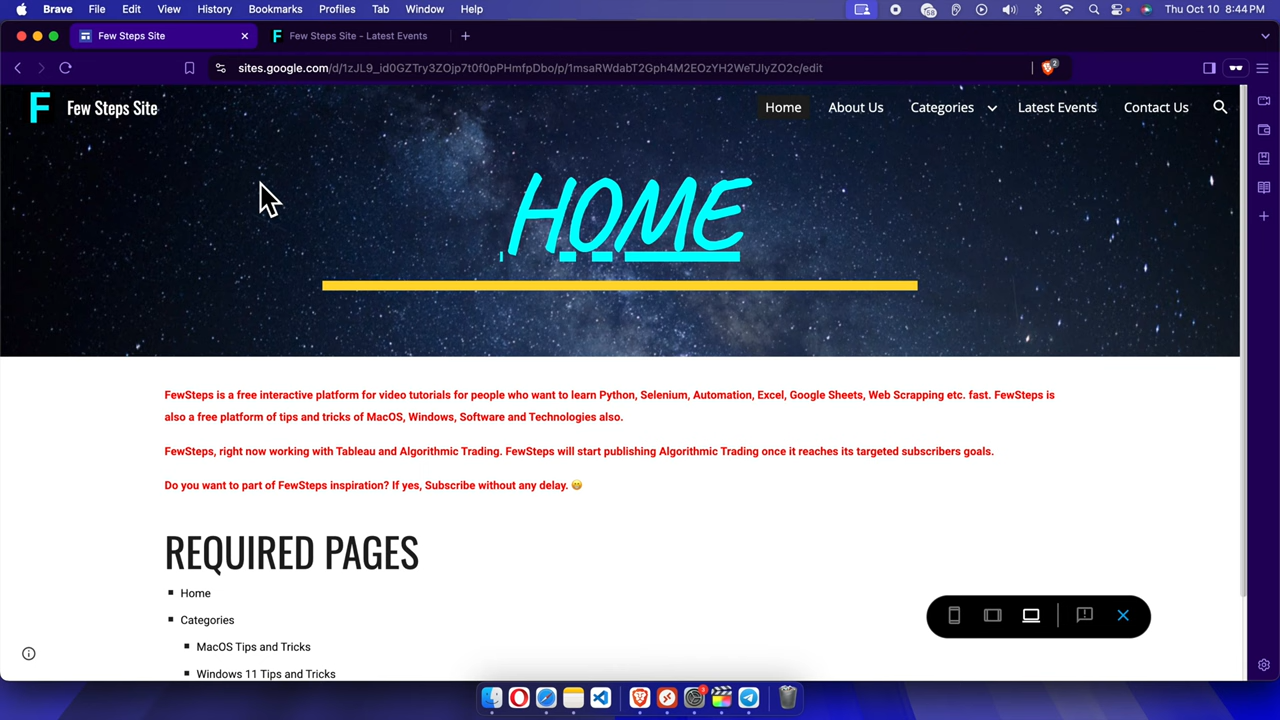 Brave File Edit View History Bookmarks Profiles Tab Window Help 58 Thu Oct 10 8:44 PM
Few Steps Site F Few Steps Site - Latest Events
sites.google.com/d/1zJL9_id0GZTry3ZOjp7t0f0pPHmfpDbo/p/1msaRWdabT2Gph4M2EOzYH2WeTJIyZO2c/edit 2
F Few Steps Site Home About Us Categories Latest Events Contact Us
HOME
FewSteps is a free interactive platform for video tutorials for people who want to learn Python, Selenium, Automation, Excel, Google Sheets, Web Scrapping etc. fast. FewSteps is
also a free platform of tips and tricks of MacOS, Windows, Software and Technologies also.
FewSteps, right now working with Tableau and Algorithmic Trading. FewSteps will start publishing Algorithmic Trading once it reaches its targeted subscribers goals.
Do you want to part of FewSteps inspiration? If yes, Subscribe without any delay. 😁
REQUIRED PAGES
Home
Categories
MacOS Tips and Tricks
Windows 11 Tips and Tricks
3